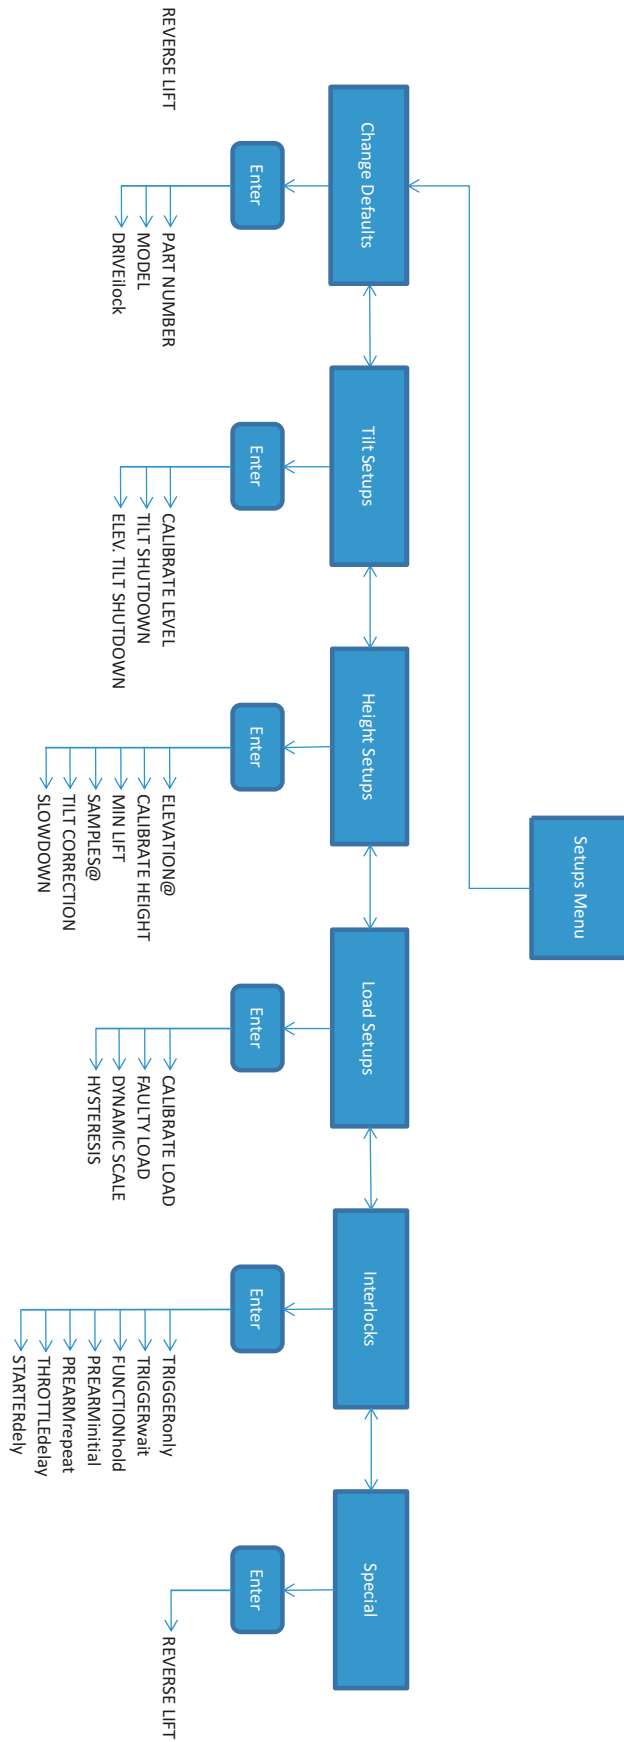 Setups Menu
Change Defaults
Tilt Setups
Height Setups
Load Setups
Interlocks
Special
Enter
Enter
Enter
Enter
Enter
Enter
REVERSE LIFT
PART NUMBER
MODEL
DRIVEilock
CALIBRATE LEVEL
TILT SHUTDOWN
ELEV. TILT SHUTDOWN
ELEVATION@
CALIBRATE HEIGHT
MIN LIFT
SAMPLES@
TILT CORRECTION
SLOWDOWN
CALIBRATE LOAD
FAULTY LOAD
DYNAMIC SCALE
HYSTERESIS
TRIGGERonly
TRIGGERwait
FUNCTIONhold
PREARMinitial
PREARMrepeat
THROTTLEdelay
STARTERdely
REVERSE LIFT